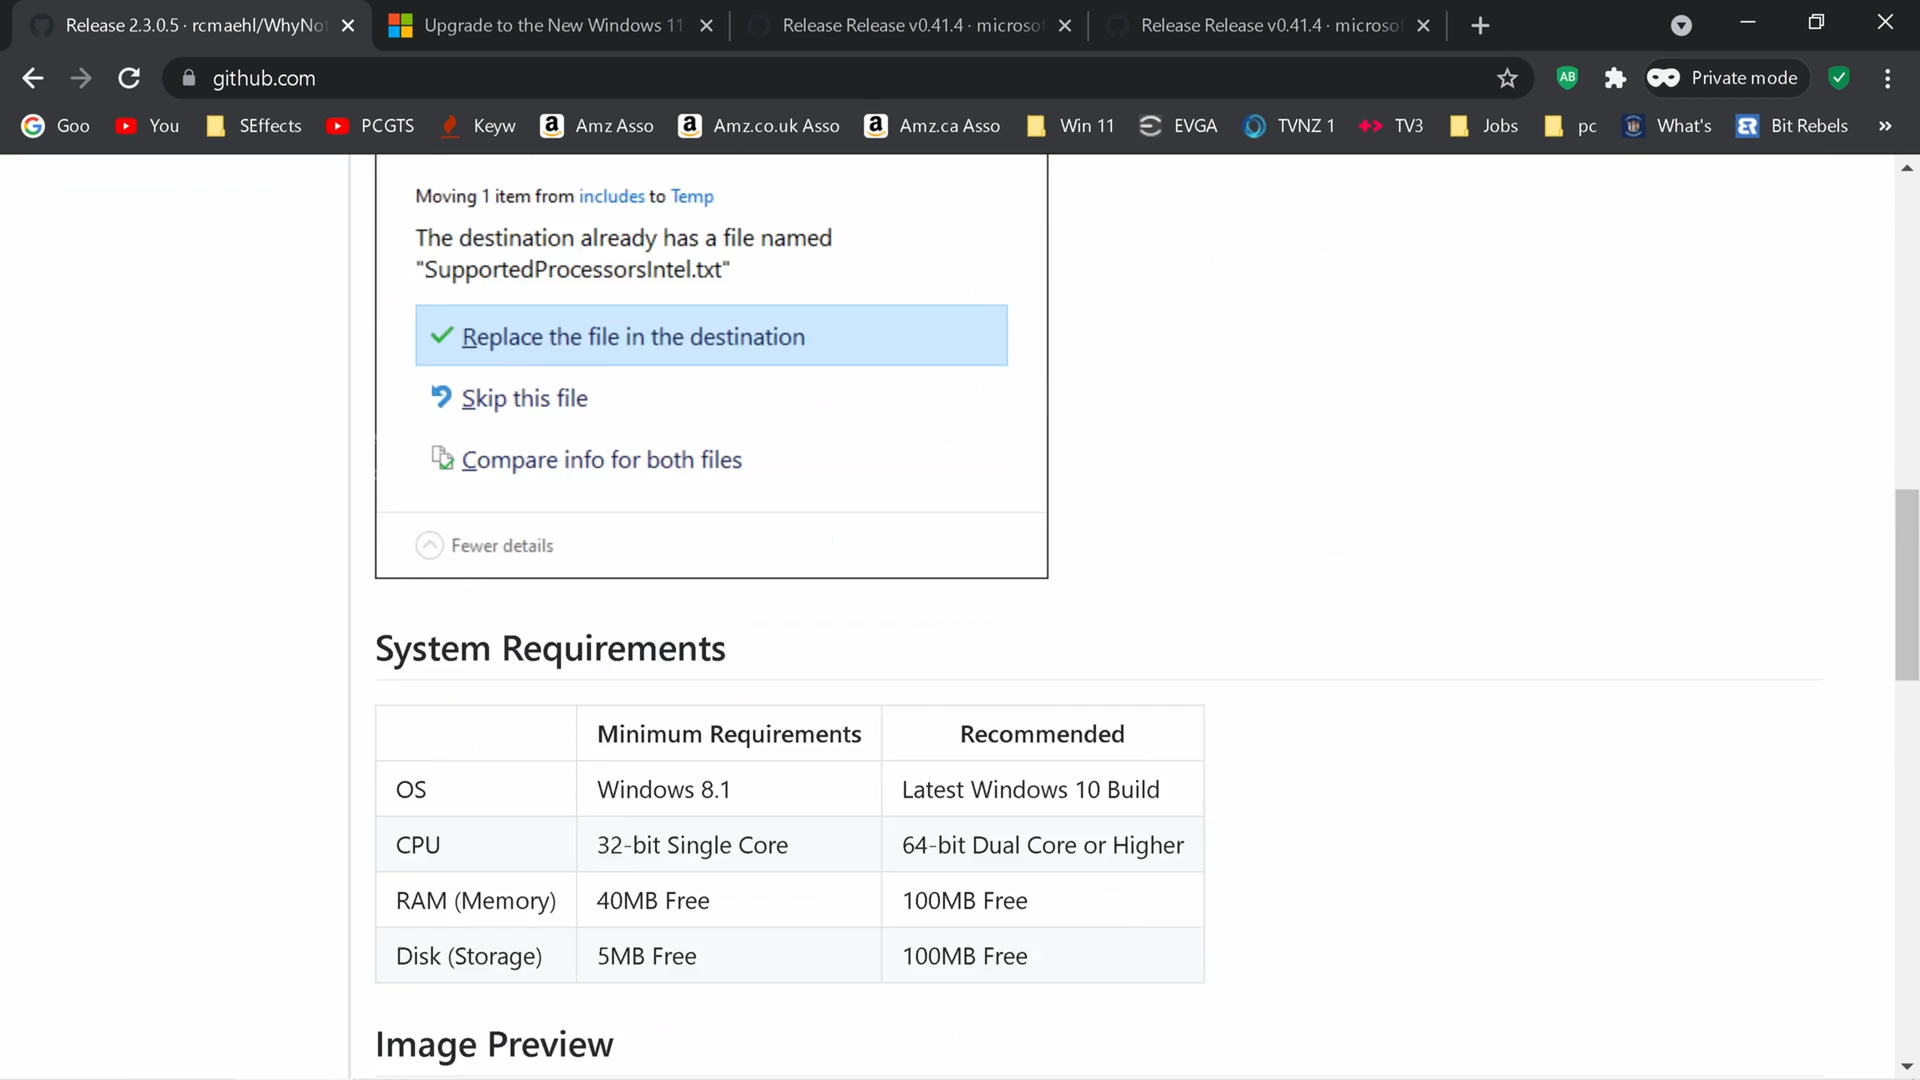 Release 2.3.0.5 · rcmaehl/WhyNot
Upgrade to the New Windows 11
Release Release v0.41.4 · microsof
Release Release v0.41.4 · microsof
github.com
AB
Private mode
G Goo
You
SEffects
PCGTS
Keyw
a Amz Asso
a Amz.co.uk Asso
a Amz.ca Asso
Win 11
EVGA
TVNZ 1
TV3
Jobs
pc
What's
Bit Rebels
»
Moving 1 item from includes to Temp
The destination already has a file named
"SupportedProcessorsIntel.txt"
Replace the file in the destination
Skip this file
Compare info for both files
Fewer details
System Requirements
Minimum Requirements Recommended
OS Windows 8.1 Latest Windows 10 Build
CPU 32-bit Single Core 64-bit Dual Core or Higher
RAM (Memory) 40MB Free 100MB Free
Disk (Storage) 5MB Free 100MB Free
Image Preview